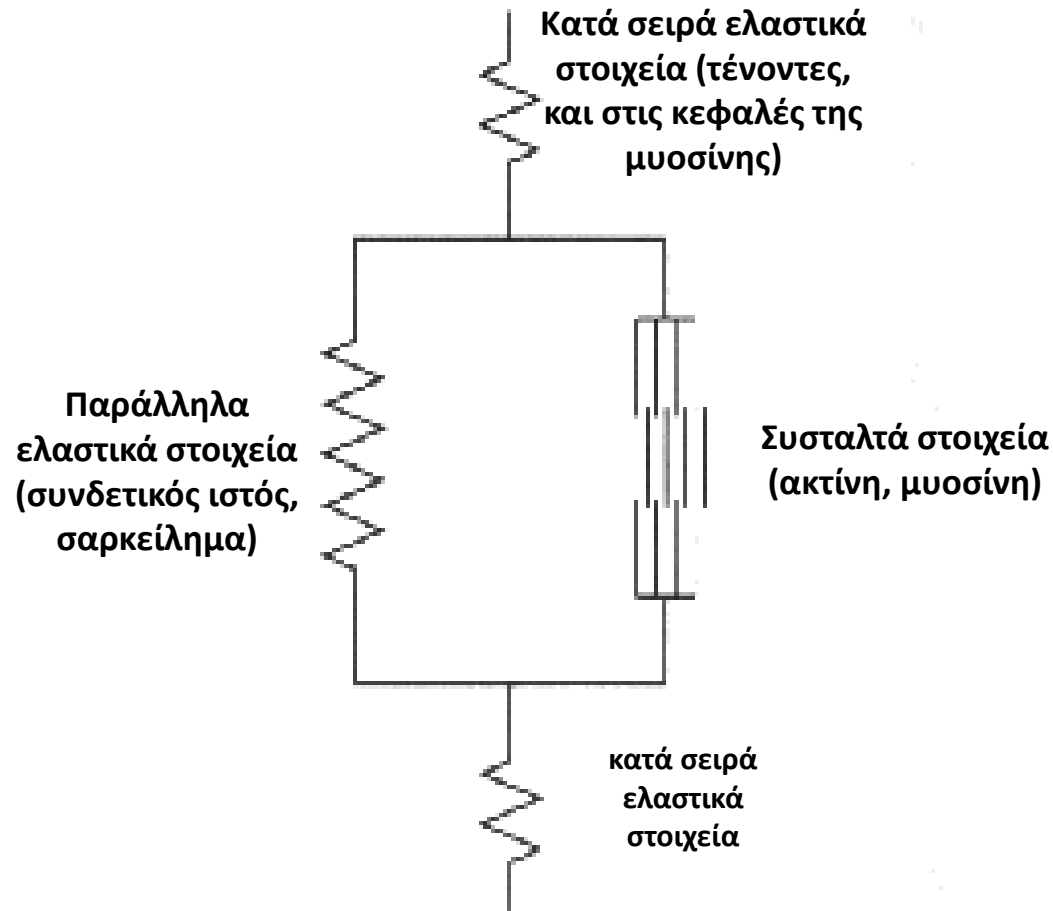 Κατά σειρά ελαστικά
στοιχεία (τένοντες,
και στις κεφαλές της
μυοσίνης)
Παράλληλα
ελαστικά στοιχεία
(συνδετικός ιστός,
σαρκείλημα)
Συσταλτά στοιχεία
(ακτίνη, μυοσίνη)
κατά σειρά
ελαστικά
στοιχεία